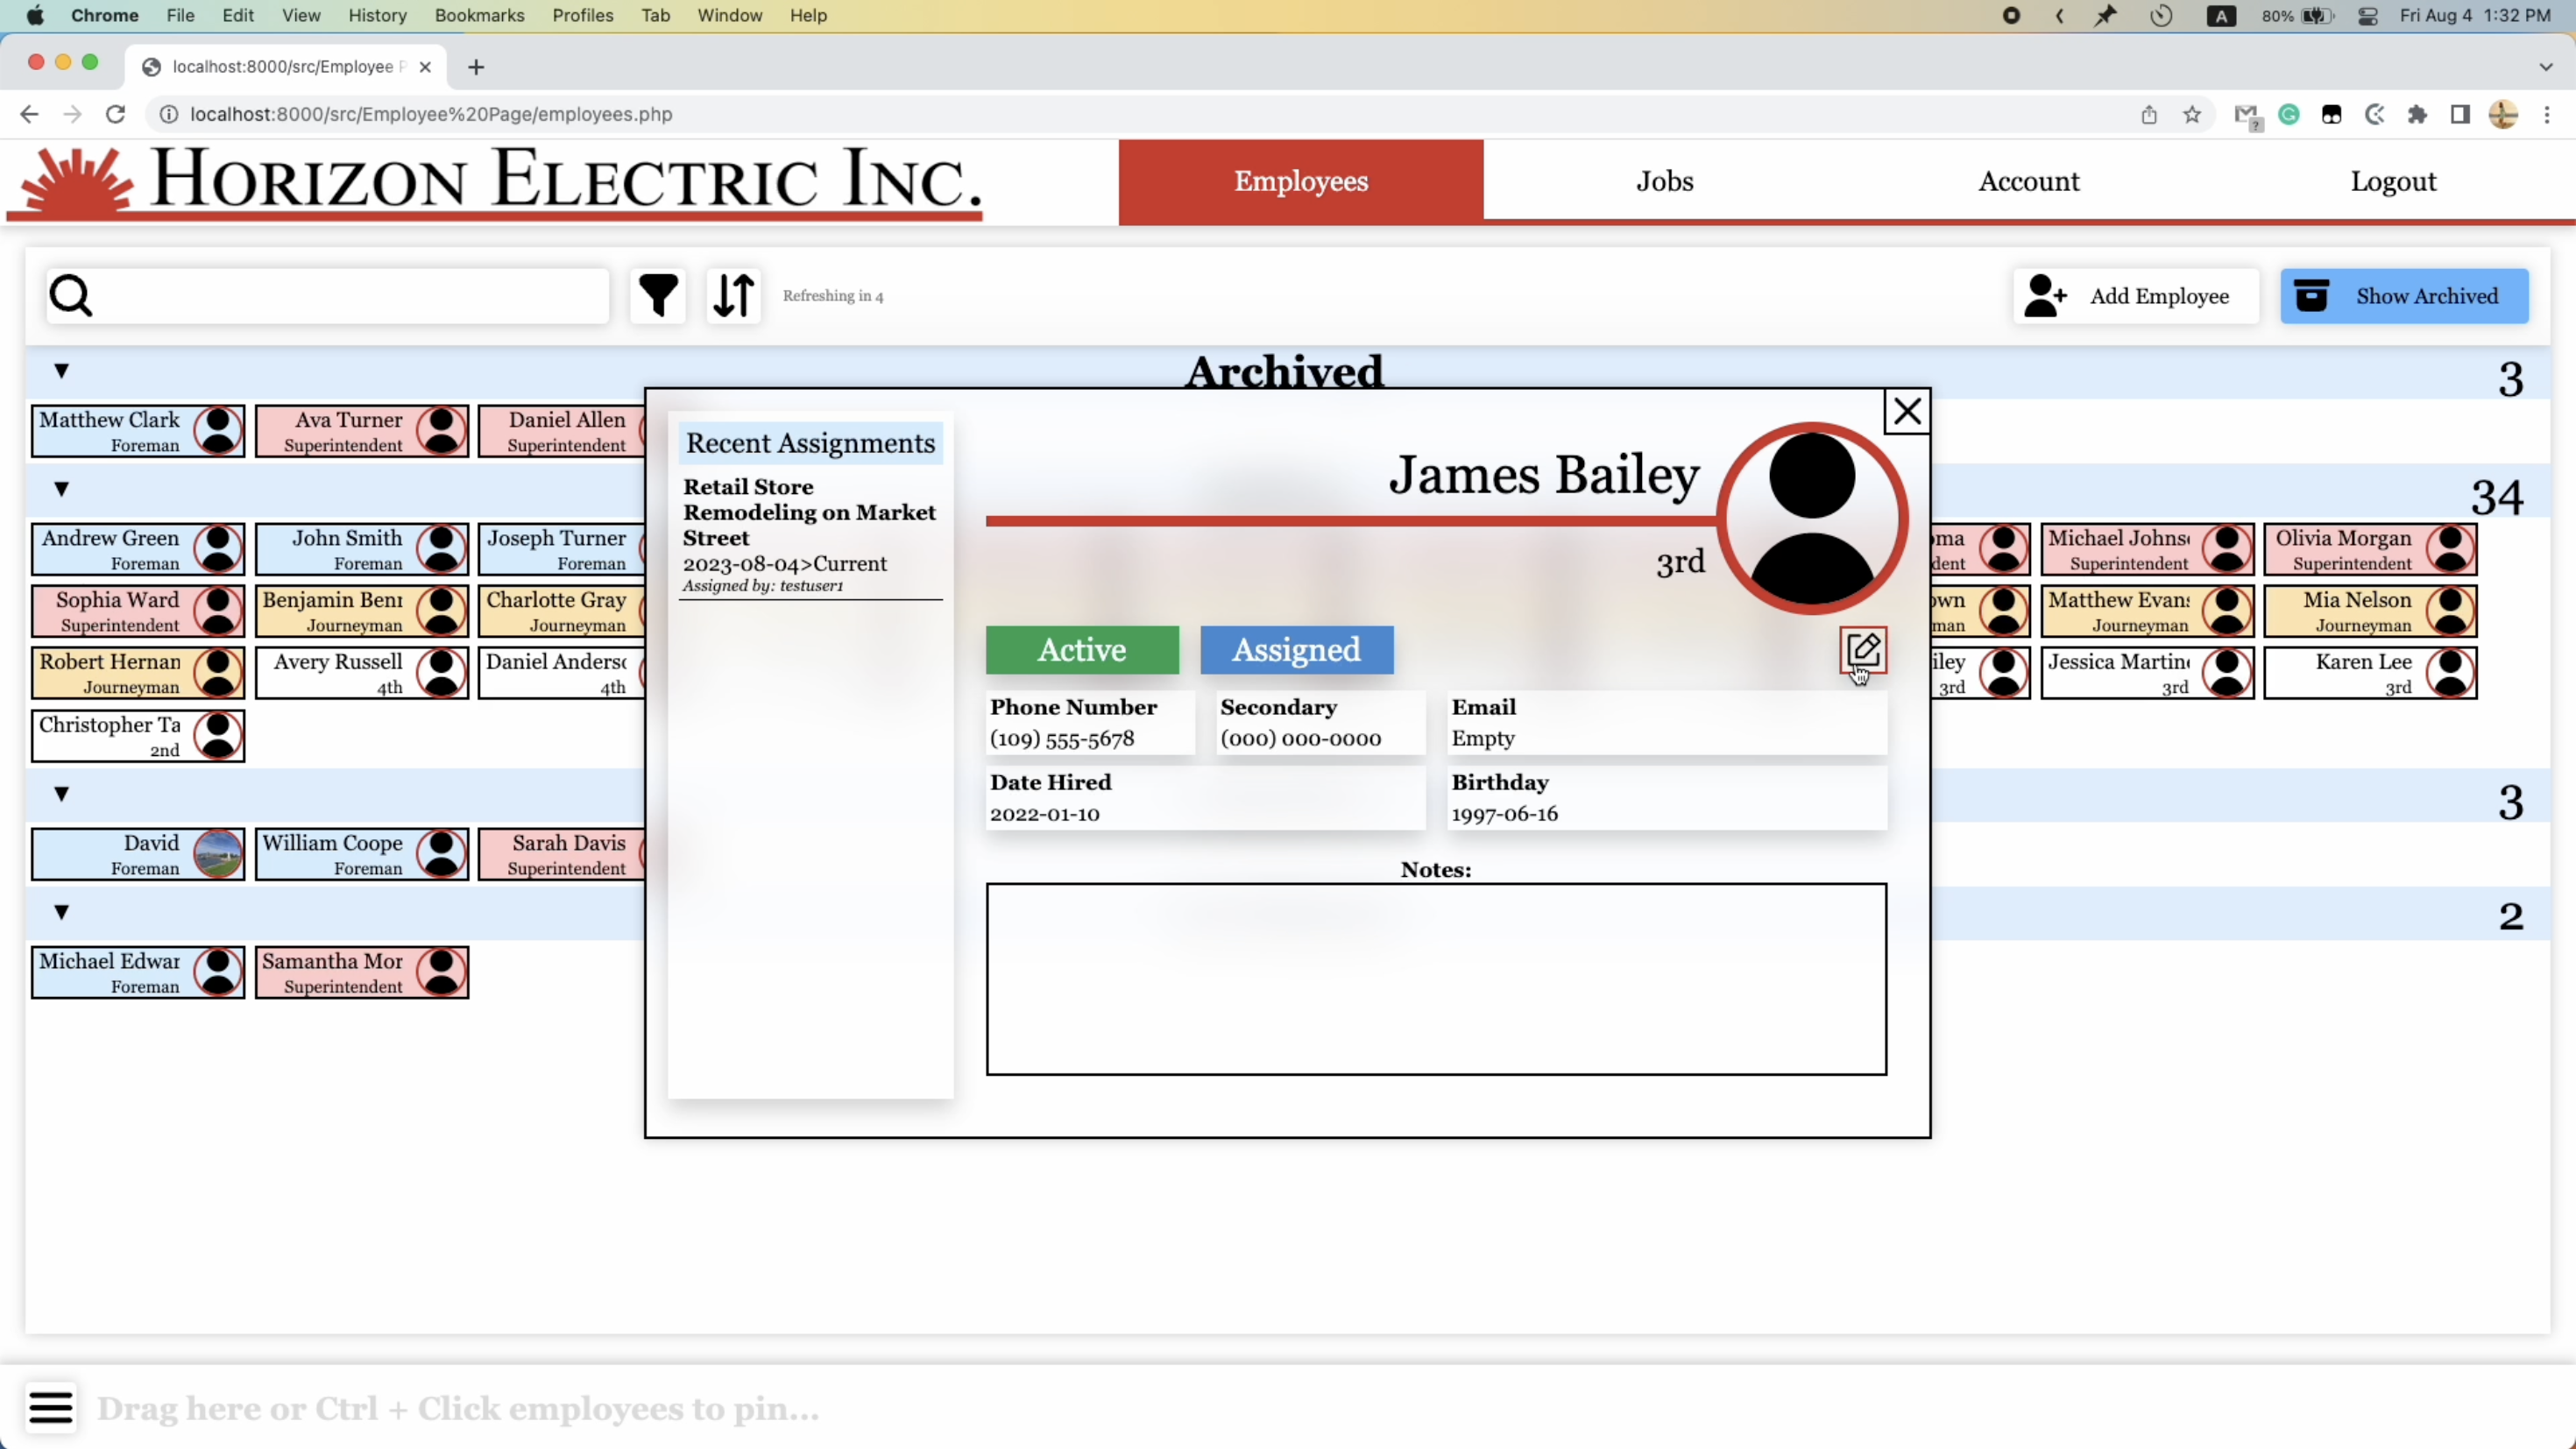 Chrome File Edit View History Bookmarks Profiles Tab Window Help
A 80% Fri Aug 4 1:32 PM
localhost:8000/src/Employee P
localhost:8000/src/Employee%20Page/employees.php
HORIZON ELECTRIC INC.
Employees Jobs Account Logout
Refreshing in 4
Add Employee
Show Archived
Archived
3
Matthew Clark
Foreman
Ava Turner
Superintendent
Daniel Allen
Superintendent
34
Andrew Green
Foreman
John Smith
Foreman
Joseph Turner
Foreman
oma
dent
Michael Johns
Superintendent
Olivia Morgan
Superintendent
Sophia Ward
Superintendent
Benjamin Ben
Journeyman
Charlotte Gray
Journeyman
own
man
Matthew Evan
Journeyman
Mia Nelson
Journeyman
Robert Hernan
Journeyman
Avery Russell
4th
Daniel Anders
4th
iley
3rd
Jessica Martin
3rd
Karen Lee
3rd
Christopher Ta
2nd
3
David
Foreman
William Coope
Foreman
Sarah Davis
Superintendent
2
Michael Edwar
Foreman
Samantha Mor
Superintendent
Recent Assignments
Retail Store
Remodeling on Market
Street
2023-08-04>Current
Assigned by: testuser1
James Bailey
3rd
Active
Assigned
Phone Number
(109) 555-5678
Secondary
(000) 000-0000
Email
Empty
Date Hired
2022-01-10
Birthday
1997-06-16
Notes:
Drag here or Ctrl + Click employees to pin...